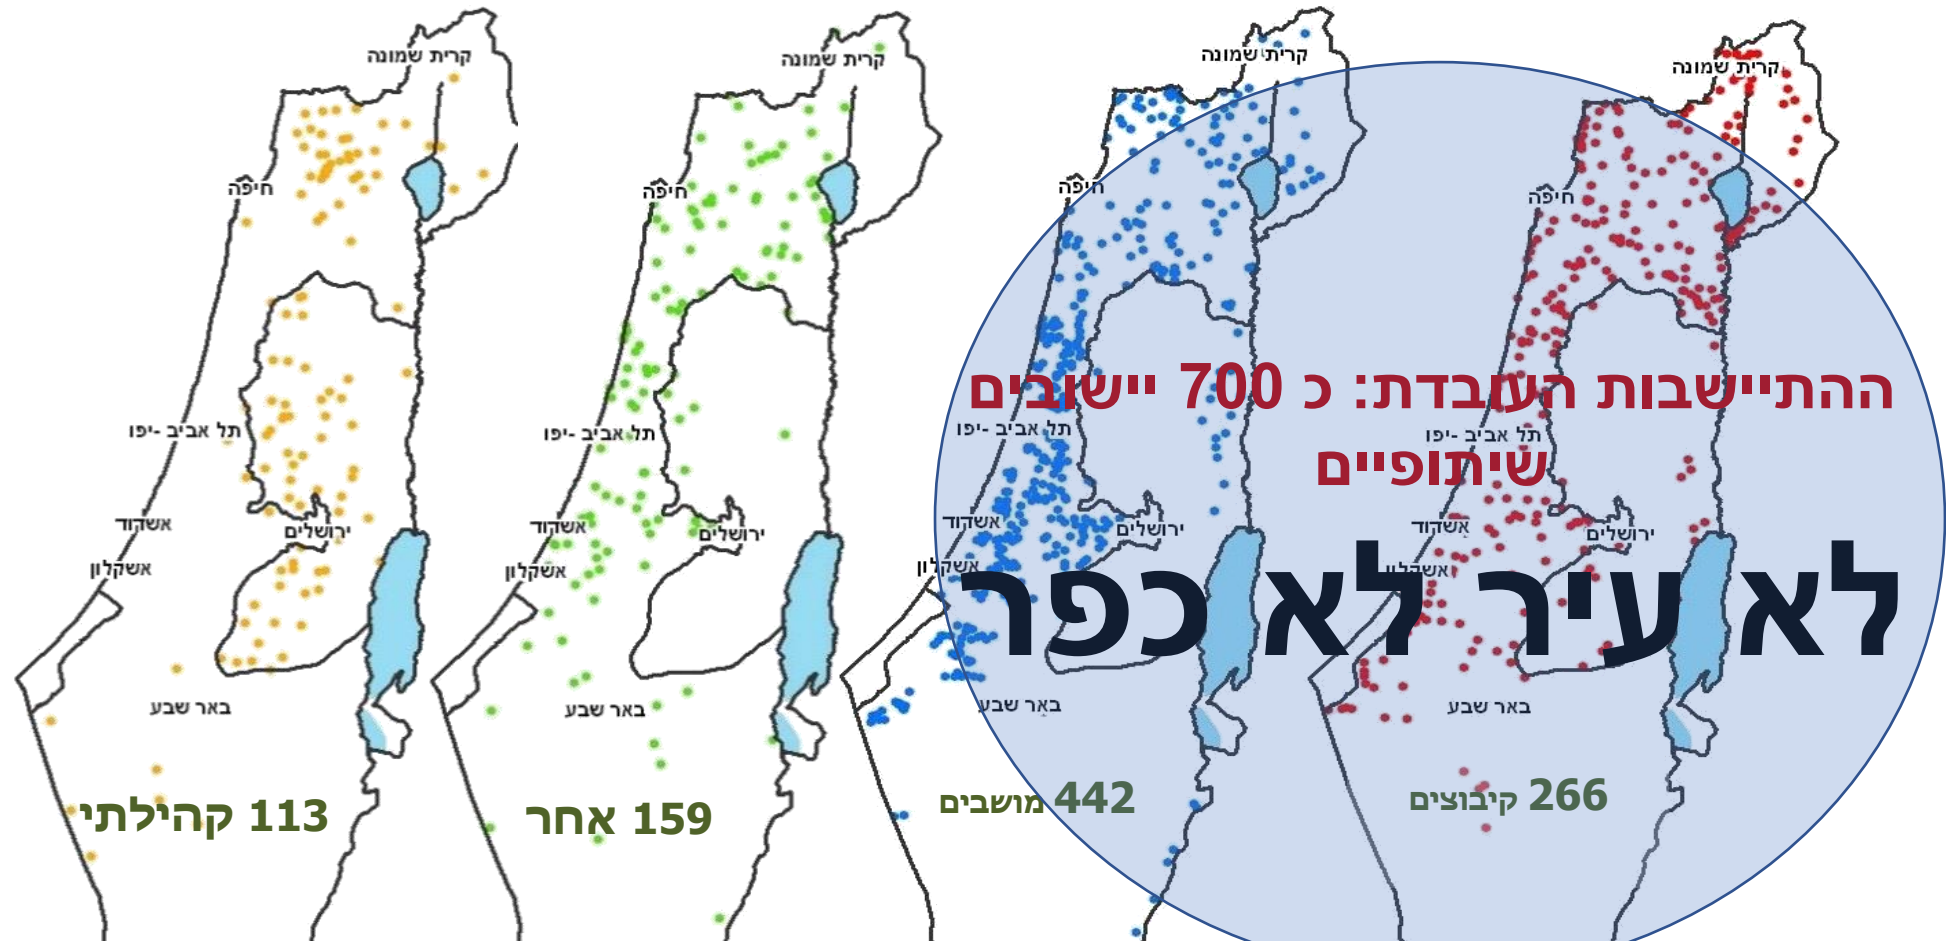 קרית שמונה
חיפה
תל אביב -יפו
אשדוד
ירושלים
אשקלון
באר שבע
266 קיבוצים
קרית שמונה
חיפה
תל אביב -יפו
אשדוד
ירושלים
אשקלון
באר שבע
442 מושבים
ההתיישבות העובדת: כ 700 יישובים
שיתופיים
לא עיר לא כפר
קרית שמונה
חיפה
תל אביב -יפו
אשקוד
ירושלים
אשקלון
באר שבע
159 אחר
קרית שמונה
חיפה
תל אביב -יפו
אשדוד
ירושלים
אשקלון
באר שבע
113 קהילתי